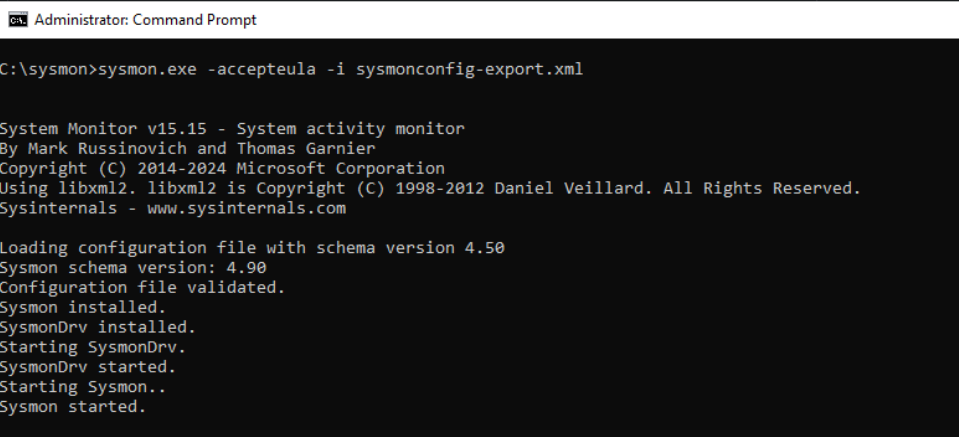 Administrator: Command Prompt
C:\sysmon>sysmon.exe -accepteula -i sysmonconfig-export.xml
System Monitor v15.15 - System activity monitor
By Mark Russinovich and Thomas Garnier
Copyright (C) 2014-2024 Microsoft Corporation
Using libxml2. libxml2 is Copyright (C) 1998-2012 Daniel Veillard. All Rights Reserved.
Sysinternals - www.sysinternals.com
Loading configuration file with schema version 4.50
Sysmon schema version: 4.90
Configuration file validated.
Sysmon installed.
SysmonDrv installed.
Starting SysmonDrv.
SysmonDrv started.
Starting Sysmon..
Sysmon started.